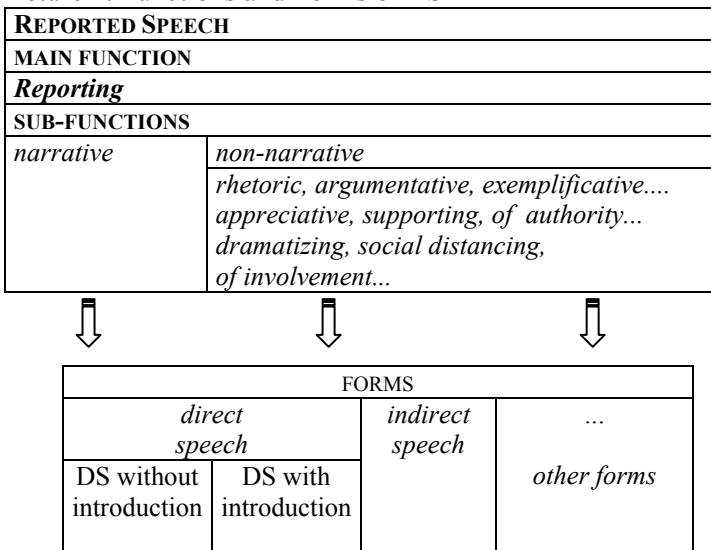 REPORTED SPEECH
MAIN FUNCTION
Reporting
SUB-FUNCTIONS
narrative
non-narrative
rhetoric, argumentative, exemplificative....
appreciative, supporting, of authority...
dramatizing, social distancing,
of involvement...
FORMS
direct
speech
DS without
introduction
DS with
introduction
indirect
speech
...
other forms